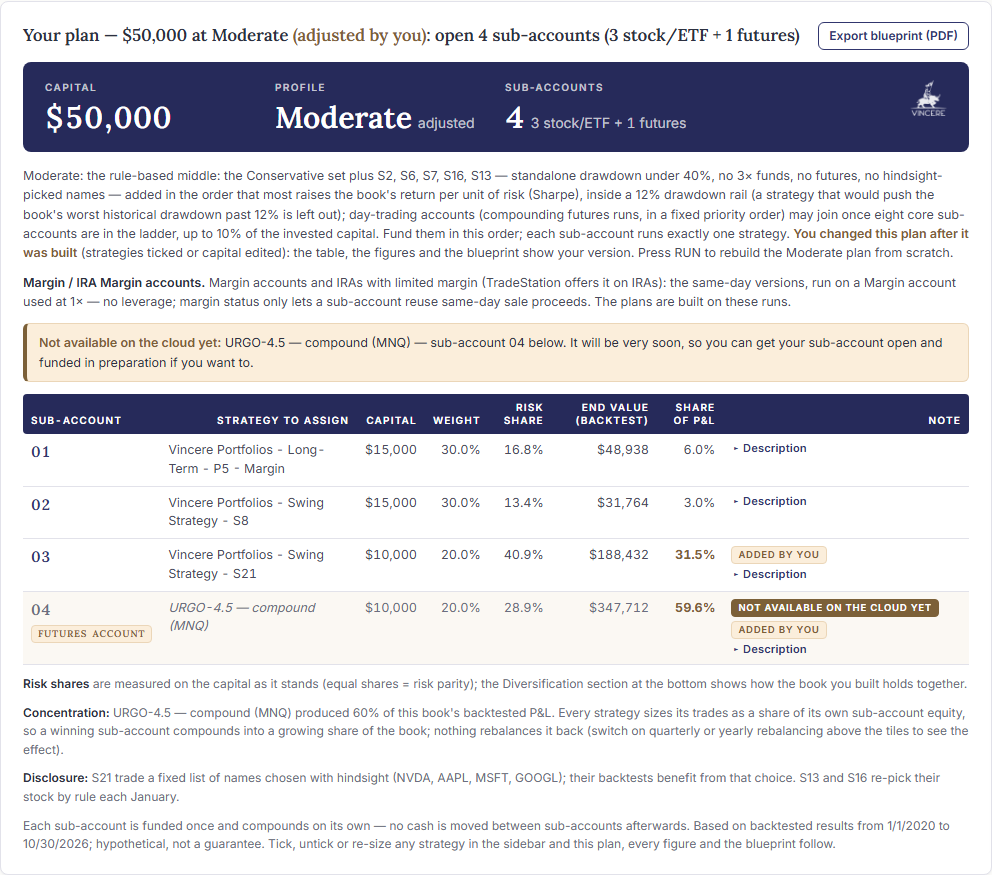 Your plan — $50,000 at Moderate (adjusted by you): open 4 sub-accounts (3 stock/ETF + 1 futures)
Export blueprint (PDF)
CAPITAL
$50,000
PROFILE
Moderate adjusted
SUB-ACCOUNTS
4 3 stock/ETF + 1 futures
VINCERE
Moderate: the rule-based middle: the Conservative set plus S2, S6, S7, S16, S13 — standalone drawdown under 40%, no 3× funds, no futures, no hindsight-
picked names — added in the order that most raises the book's return per unit of risk (Sharpe), inside a 12% drawdown rail (a strategy that would push the
book's worst historical drawdown past 12% is left out); day-trading accounts (compounding futures runs, in a fixed priority order) may join once eight core sub-
accounts are in the ladder, up to 10% of the invested capital. Fund them in this order; each sub-account runs exactly one strategy. You changed this plan after it
was built (strategies ticked or capital edited): the table, the figures and the blueprint show your version. Press RUN to rebuild the Moderate plan from scratch.
Margin / IRA Margin accounts. Margin accounts and IRAs with limited margin (TradeStation offers it on IRAs): the same-day versions, run on a Margin account
used at 1× — no leverage; margin status only lets a sub-account reuse same-day sale proceeds. The plans are built on these runs.
Not available on the cloud yet: URGO-4.5 — compound (MNQ) — sub-account 04 below. It will be very soon, so you can get your sub-account open and
funded in preparation if you want to.
SUB-ACCOUNT STRATEGY TO ASSIGN CAPITAL WEIGHT RISK SHARE END VALUE (BACKTEST) SHARE OF P&L NOTE
01 Vincere Portfolios - Long- $15,000 30.0% 16.8% $48,938 6.0% ▸ Description
Term - P5 - Margin
02 Vincere Portfolios - Swing $15,000 30.0% 13.4% $31,764 3.0% ▸ Description
Strategy - S8
03 Vincere Portfolios - Swing $10,000 20.0% 40.9% $188,432 31.5% ADDED BY YOU
Strategy - S21 ▸ Description
04 URGO-4.5 — compound $10,000 20.0% 28.9% $347,712 59.6% NOT AVAILABLE ON THE CLOUD YET
FUTURES ACCOUNT (MNQ) ADDED BY YOU
▸ Description
Risk shares are measured on the capital as it stands (equal shares = risk parity); the Diversification section at the bottom shows how the book you built holds together.
Concentration: URGO-4.5 — compound (MNQ) produced 60% of this book's backtested P&L. Every strategy sizes its trades as a share of its own sub-account equity,
so a winning sub-account compounds into a growing share of the book; nothing rebalances it back (switch on quarterly or yearly rebalancing above the tiles to see the
effect).
Disclosure: S21 trade a fixed list of names chosen with hindsight (NVDA, AAPL, MSFT, GOOGL); their backtests benefit from that choice. S13 and S16 re-pick their
stock by rule each January.
Each sub-account is funded once and compounds on its own — no cash is moved between sub-accounts afterwards. Based on backtested results from 1/1/2020 to
10/30/2026; hypothetical, not a guarantee. Tick, untick or re-size any strategy in the sidebar and this plan, every figure and the blueprint follow.